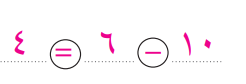 ١٠ − ٦ = ٤